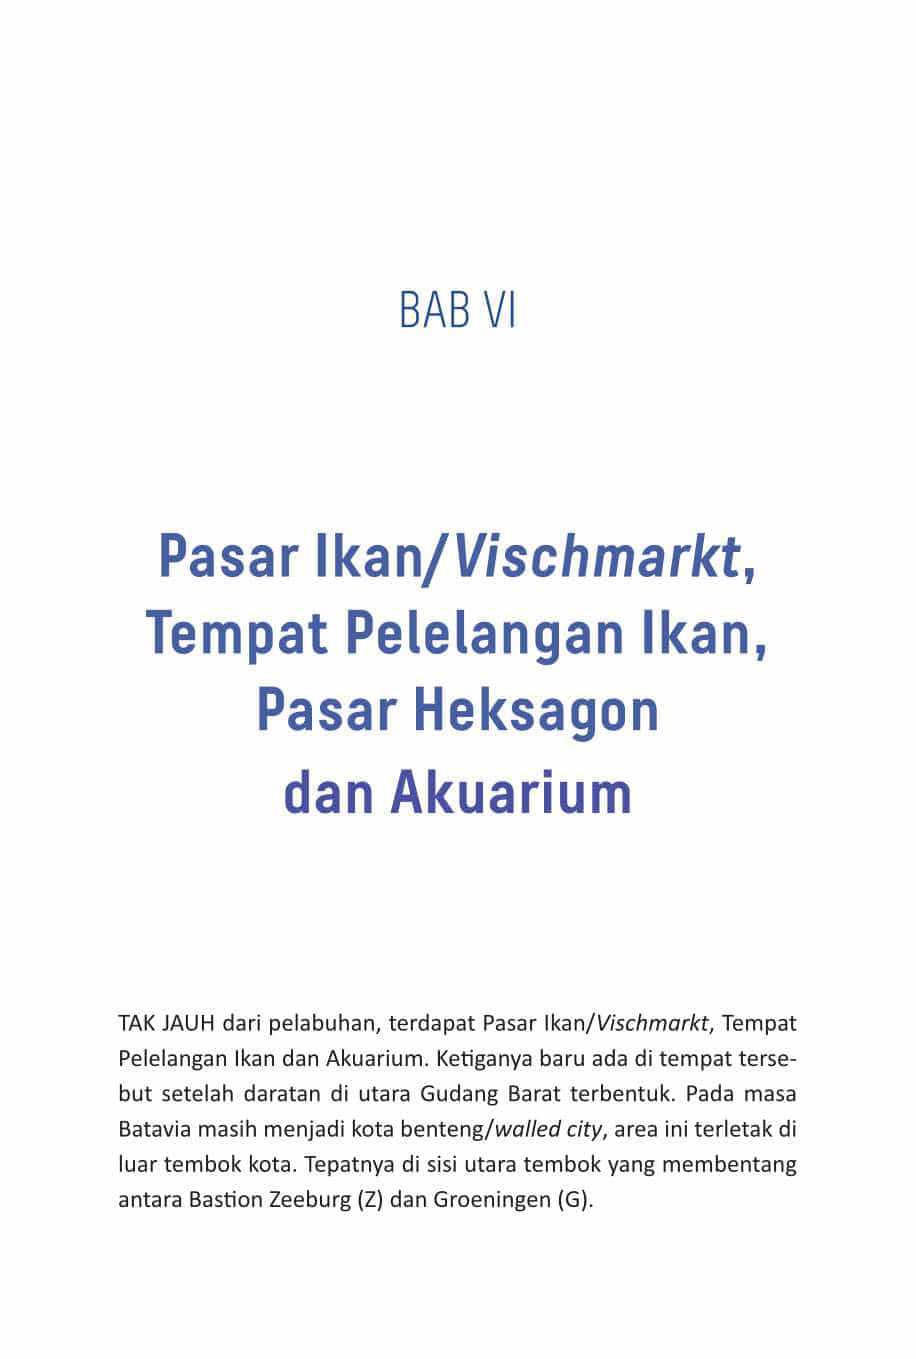 BAB VI
Pasar Ikan/Vischmarkt,
Tempat Pelelangan Ikan,
Pasar Heksagon
dan Akuarium
TAK JAUH dari pelabuhan, terdapat Pasar Ikan/Vischmarkt, Tempat
Pelelangan Ikan dan Akuarium. Ketiganya baru ada di tempat terse-
but setelah daratan di utara Gudang Barat terbentuk. Pada masa
Batavia masih menjadi kota benteng/walled city, area ini terletak di
luar tembok kota. Tepatnya di sisi utara tembok yang membentang
antara Bastion Zeeburg (Z) dan Groeningen (G).